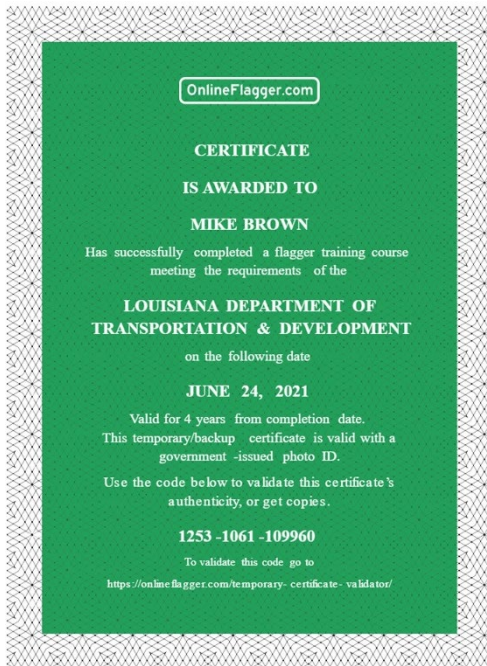 OnlineFlagger.com
CERTIFICATE
IS AWARDED TO
MIKE BROWN
Has successfully completed a flagger training course
meeting the requirements of the
LOUISIANA DEPARTMENT OF
TRANSPORTATION & DEVELOPMENT
on the following date
JUNE 24, 2021
Valid for 4 years from completion date.
This temporary/backup certificate is valid with a
government -issued photo ID.
Use the code below to validate this certificate's
authenticity, or get copies.
1253 -1061 -109960
To validate this code go to
https://onlineflagger.com/temporary- certificate- validator/